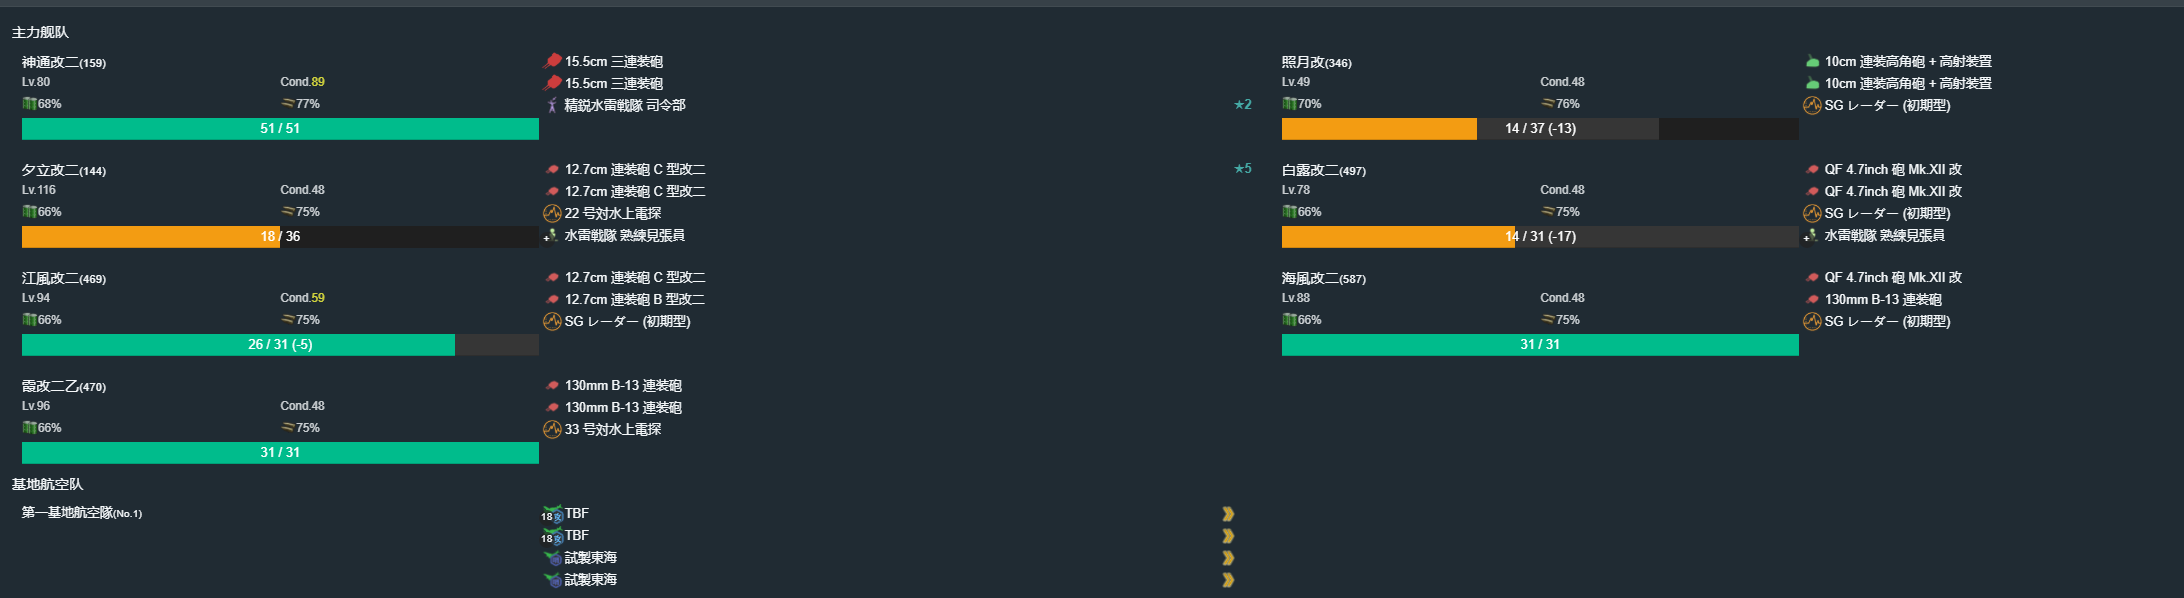 主力舰队
神通改二(159)
Lv.80 Cond.89
68% 77%
51 / 51
15.5cm 三連装砲
15.5cm 三連装砲
精鋭水雷戦隊 司令部 ★2
照月改(346)
Lv.49 Cond.48
70% 76%
14 / 37 (-13)
10cm 連装高角砲 + 高射装置
10cm 連装高角砲 + 高射装置
SG レーダー (初期型)
夕立改二(144)
Lv.116 Cond.48
66% 75%
18 / 36
12.7cm 連装砲 C 型改二 ★5
12.7cm 連装砲 C 型改二
22 号対水上電探
水雷戦隊 熟練見張員
白露改二(497)
Lv.78 Cond.48
66% 75%
14 / 31 (-17)
QF 4.7inch 砲 Mk.XII 改
QF 4.7inch 砲 Mk.XII 改
SG レーダー (初期型)
水雷戦隊 熟練見張員
江風改二(469)
Lv.94 Cond.59
66% 75%
26 / 31 (-5)
12.7cm 連装砲 C 型改二
12.7cm 連装砲 B 型改二
SG レーダー (初期型)
海風改二(587)
Lv.88 Cond.48
66% 75%
31 / 31
QF 4.7inch 砲 Mk.XII 改
130mm B-13 連装砲
SG レーダー (初期型)
霞改二乙(470)
Lv.96 Cond.48
66% 75%
31 / 31
130mm B-13 連装砲
130mm B-13 連装砲
33 号対水上電探
基地航空队
第一基地航空隊(No.1)
18 TBF
18 TBF
試製東海
試製東海